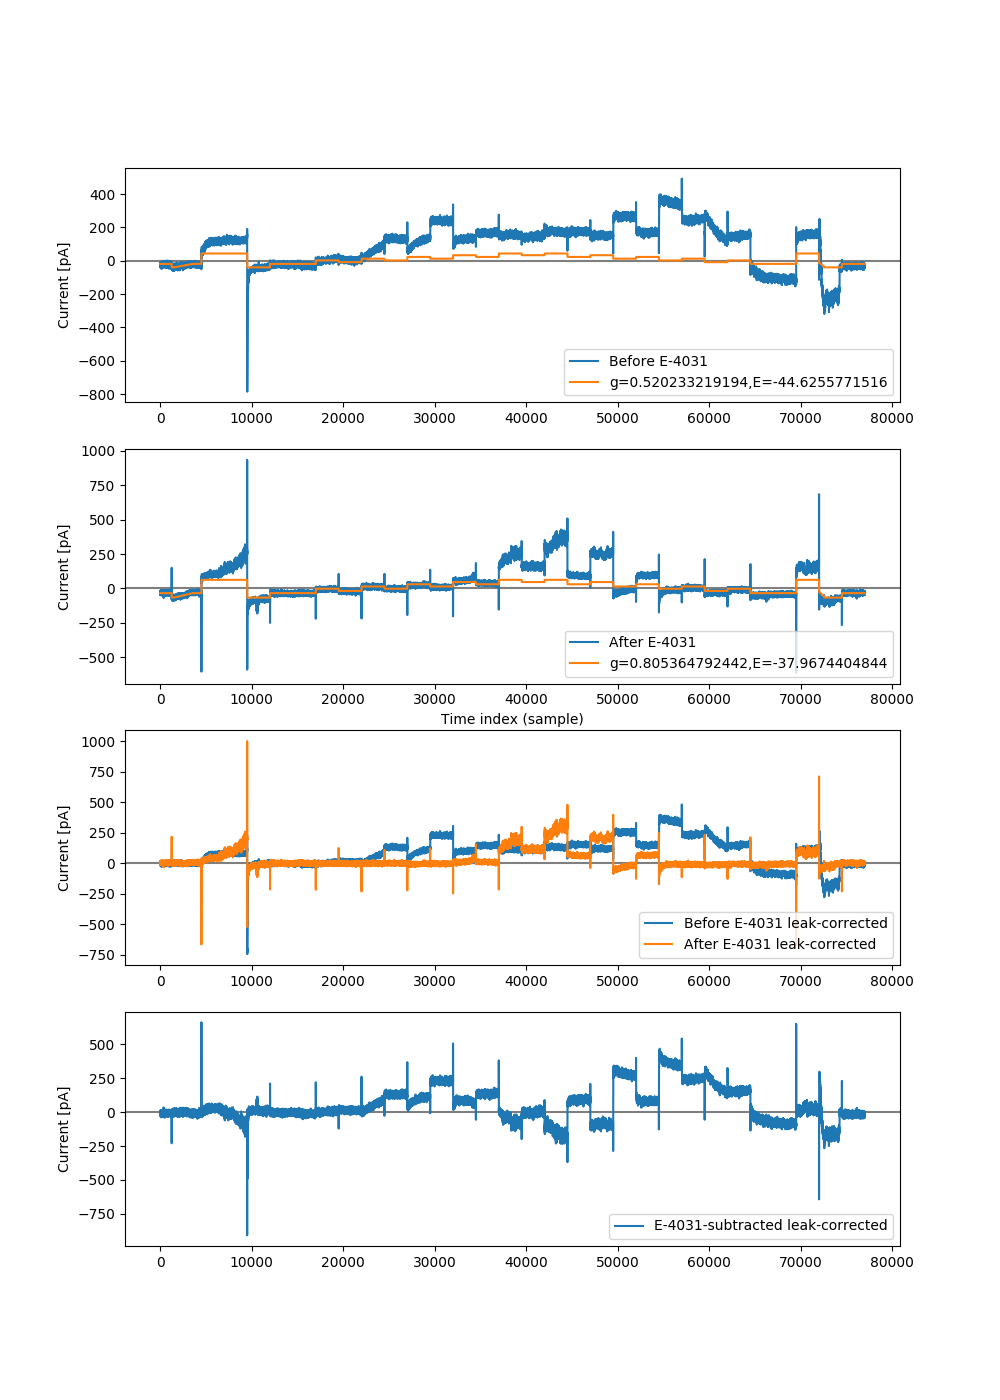 400
200
0
−200
−400
−600
−800
Current [pA]
Before E-4031
g=0.520233219194,E=-44.6255771516
0 10000 20000 30000 40000 50000 60000 70000 80000
1000
750
500
250
0
−250
−500
Current [pA]
After E-4031
g=0.805364792442,E=-37.9674404844
0 10000 20000 30000 40000 50000 60000 70000 80000
Time index (sample)
1000
750
500
250
0
−250
−500
−750
Current [pA]
Before E-4031 leak-corrected
After E-4031 leak-corrected
0 10000 20000 30000 40000 50000 60000 70000 80000
500
250
0
−250
−500
−750
Current [pA]
E-4031-subtracted leak-corrected
0 10000 20000 30000 40000 50000 60000 70000 80000